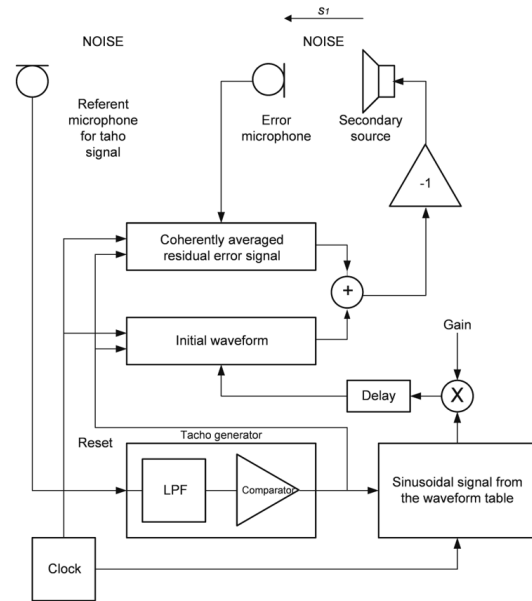 S1
NOISE
NOISE
Referent
microphone
for taho
signal
Error
microphone
Secondary
source
-1
Coherently averaged
residual error signal
+
Initial waveform
Gain
Delay
X
Reset
Tacho generator
LPF
Comparator
Sinusoidal signal from
the waveform table
Clock